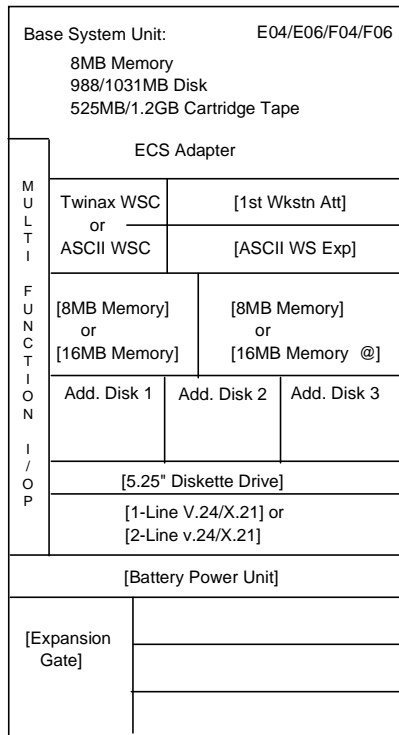 Base System Unit: E04/E06/F04/F06
8MB Memory
988/1031MB Disk
525MB/1.2GB Cartridge Tape
ECS Adapter
MULTI FUNCTION I/OP
Twinax WSC
or
ASCII WSC
[1st Wkstn Att]
[ASCII WS Exp]
[8MB Memory]
or
[16MB Memory]
[8MB Memory]
or
[16MB Memory @]
Add. Disk 1
Add. Disk 2
Add. Disk 3
[5.25" Diskette Drive]
[1-Line V.24/X.21] or
[2-Line v.24/X.21]
[Battery Power Unit]
[Expansion
Gate]